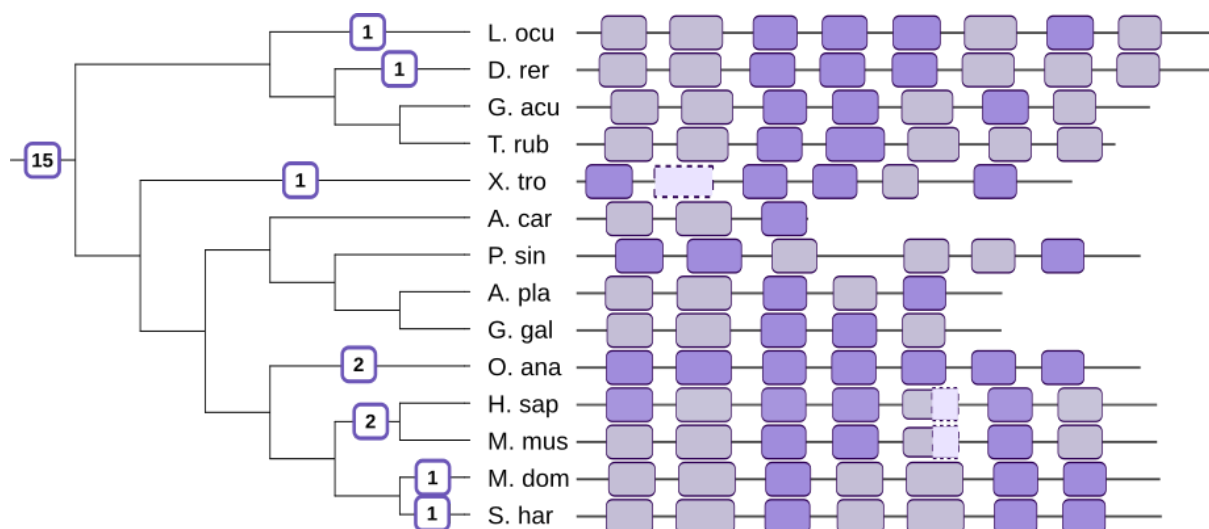 1 L. ocu
1 D. rer
G. acu
T. rub
15
1 X. tro
A. car
P. sin
A. pla
G. gal
2 O. ana
H. sap
2
M. mus
1 M. dom
1 S. har